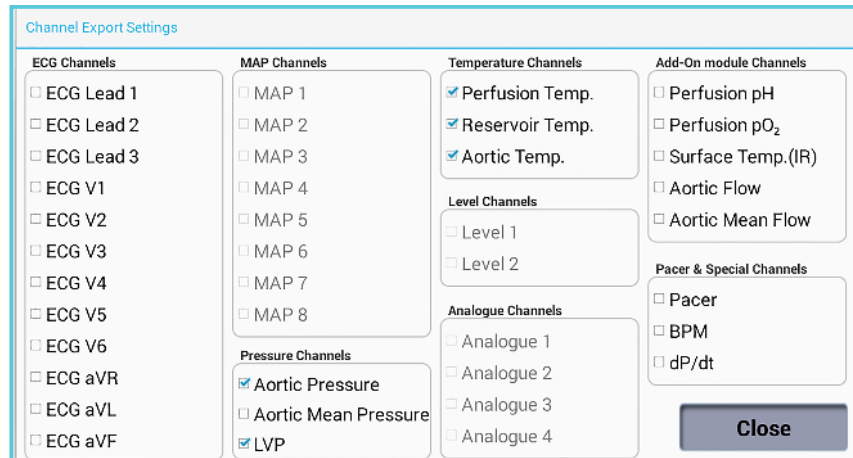 Channel Export Settings
ECG Channels
ECG Lead 1
ECG Lead 2
ECG Lead 3
ECG V1
ECG V2
ECG V3
ECG V4
ECG V5
ECG V6
ECG aVR
ECG aVL
ECG aVF
MAP Channels
MAP 1
MAP 2
MAP 3
MAP 4
MAP 5
MAP 6
MAP 7
MAP 8
Pressure Channels
Aortic Pressure
Aortic Mean Pressure
LVP
Temperature Channels
Perfusion Temp.
Reservoir Temp.
Aortic Temp.
Level Channels
Level 1
Level 2
Analogue Channels
Analogue 1
Analogue 2
Analogue 3
Analogue 4
Add-On module Channels
Perfusion pH
Perfusion pO₂
Surface Temp.(IR)
Aortic Flow
Aortic Mean Flow
Pacer & Special Channels
Pacer
BPM
dP/dt
Close